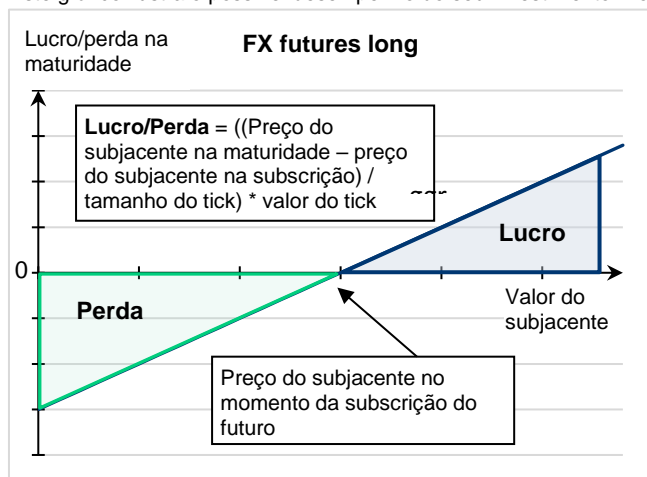 Lucro/perda na
maturidade
FX futures long
Lucro/Perda = ((Preço do
subjacente na maturidade – preço
do subjacente na subscrição) /
tamanho do tick) * valor do tick
Lucro
0
Perda
Valor do
subjacente
Preço do subjacente no
momento da subscrição do
futuro